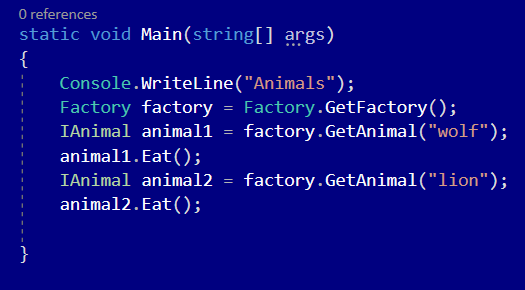 0 references
static void Main(string[] args)
{
Console.WriteLine("Animals");
Factory factory = Factory.GetFactory();
IAnimal animal1 = factory.GetAnimal("wolf");
animal1.Eat();
IAnimal animal2 = factory.GetAnimal("lion");
animal2.Eat();
}